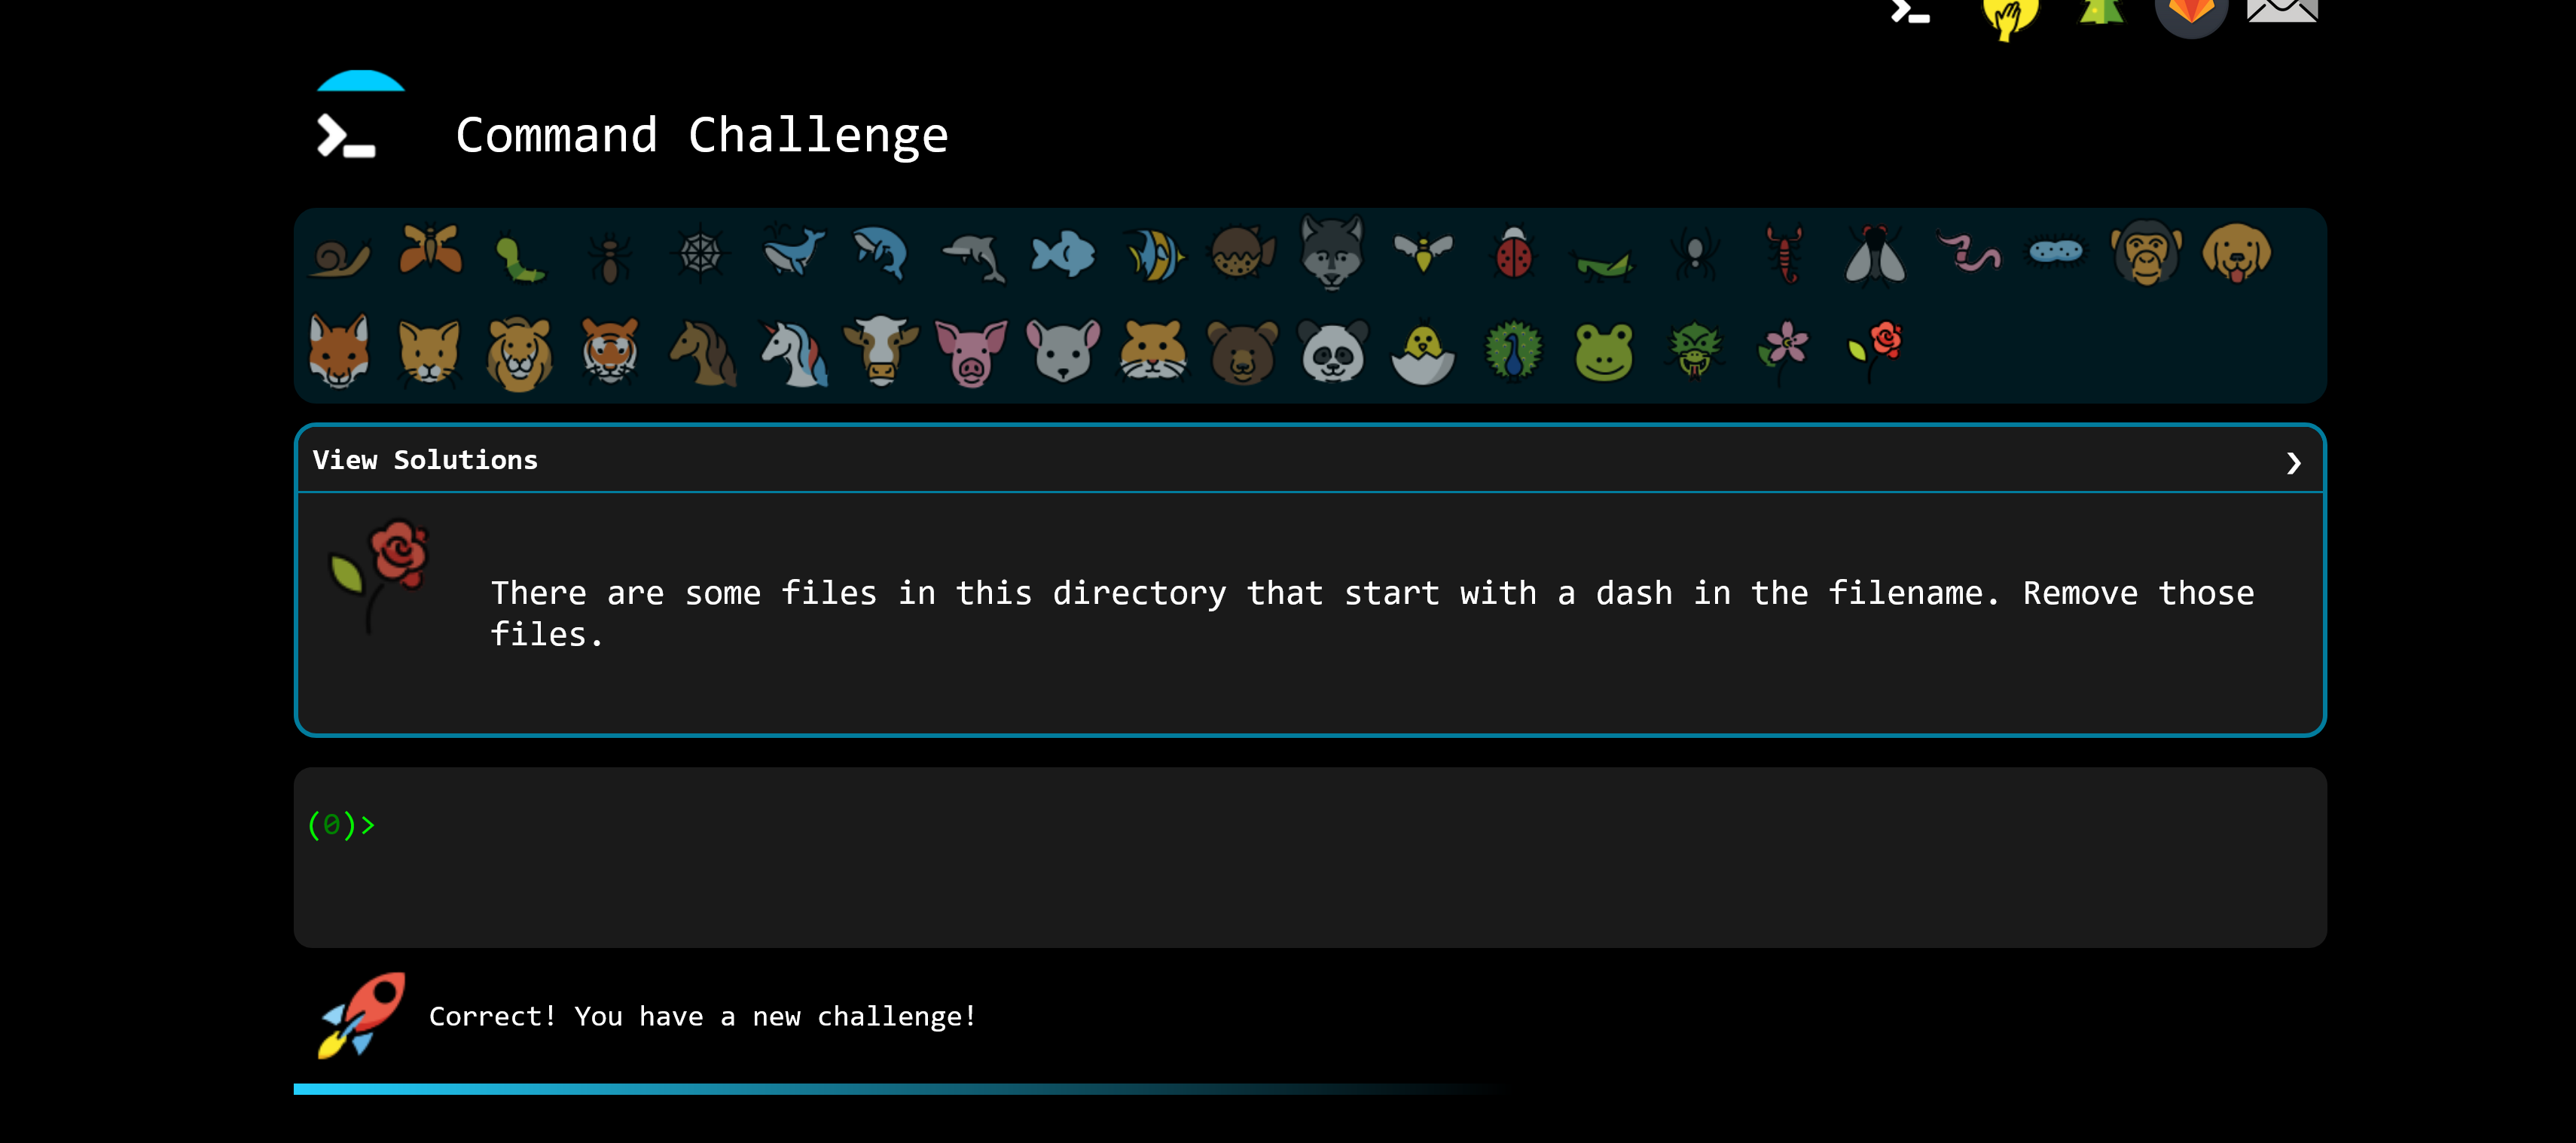 Command Challenge
View Solutions
There are some files in this directory that start with a dash in the filename. Remove those
files.
(0)>
Correct! You have a new challenge!